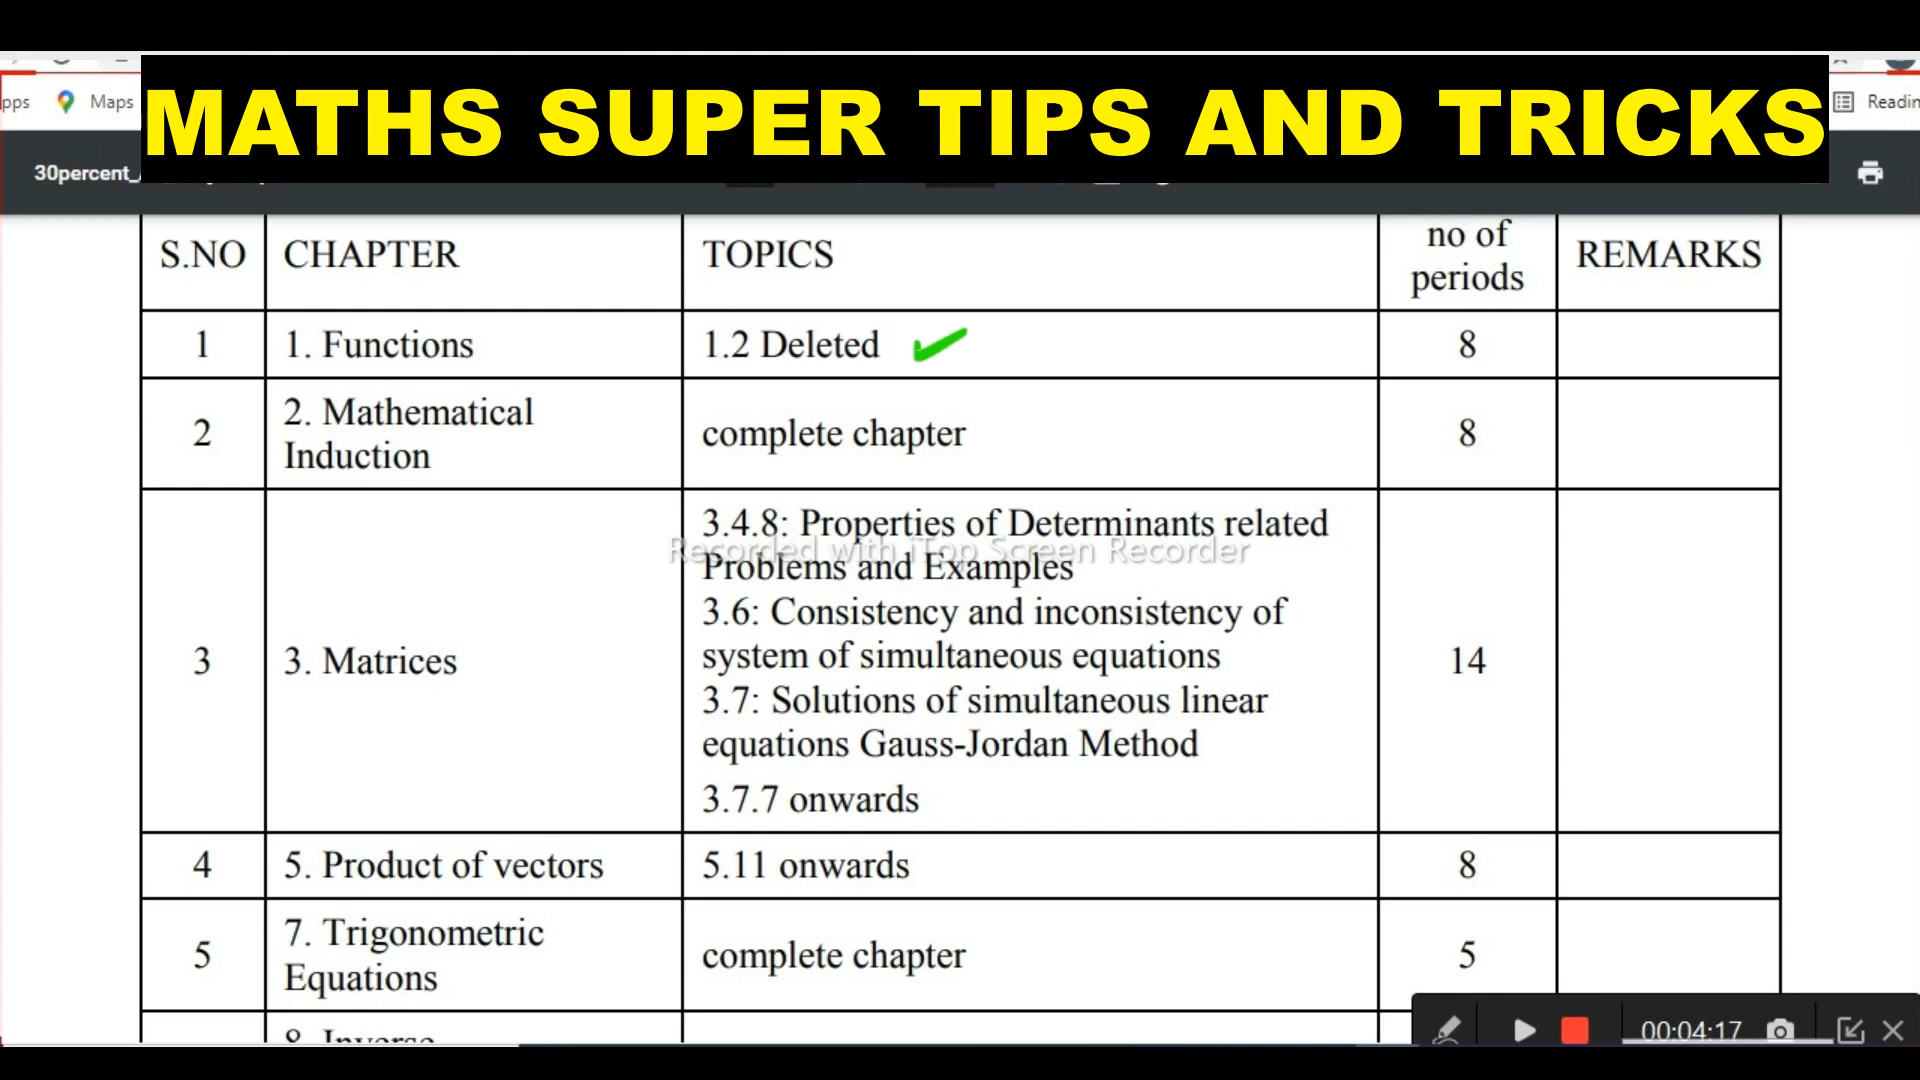 MATHS SUPER TIPS AND TRICKS
pps Maps
Readin
30percent_
S.NO CHAPTER TOPICS no of periods REMARKS
1 1. Functions 1.2 Deleted 8
2 2. Mathematical Induction complete chapter 8
3 3. Matrices 3.4.8: Properties of Determinants related
Problems and Examples
3.6: Consistency and inconsistency of
system of simultaneous equations
3.7: Solutions of simultaneous linear
equations Gauss-Jordan Method
3.7.7 onwards
14
Recorded with iTop Screen Recorder
4 5. Product of vectors 5.11 onwards 8
5 7. Trigonometric Equations complete chapter 5
8. Inverse
00:04:17